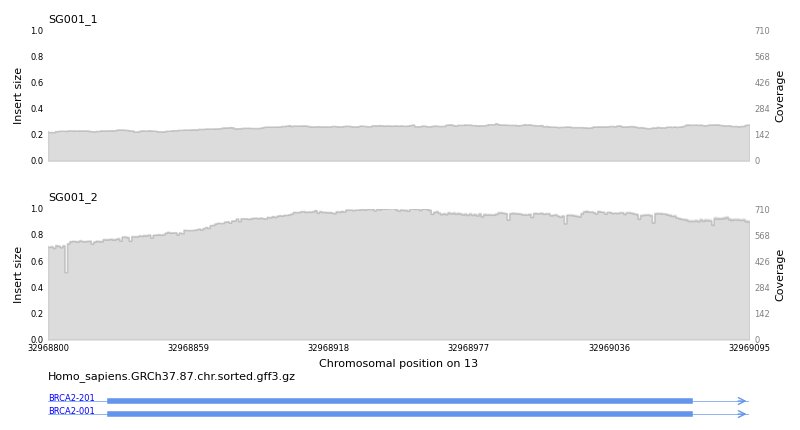 SG001_1
1.0 710
0.8 568
0.6 426
0.4 284
0.2 142
0.0 0
Insert size
Coverage
SG001_2
1.0 710
0.8 568
0.6 426
0.4 284
0.2 142
0.0 0
Insert size
Coverage
32968800 32968859 32968918 32968977 32969036 32969095
Chromosomal position on 13
Homo_sapiens.GRCh37.87.chr.sorted.gff3.gz
BRCA2-201
BRCA2-001